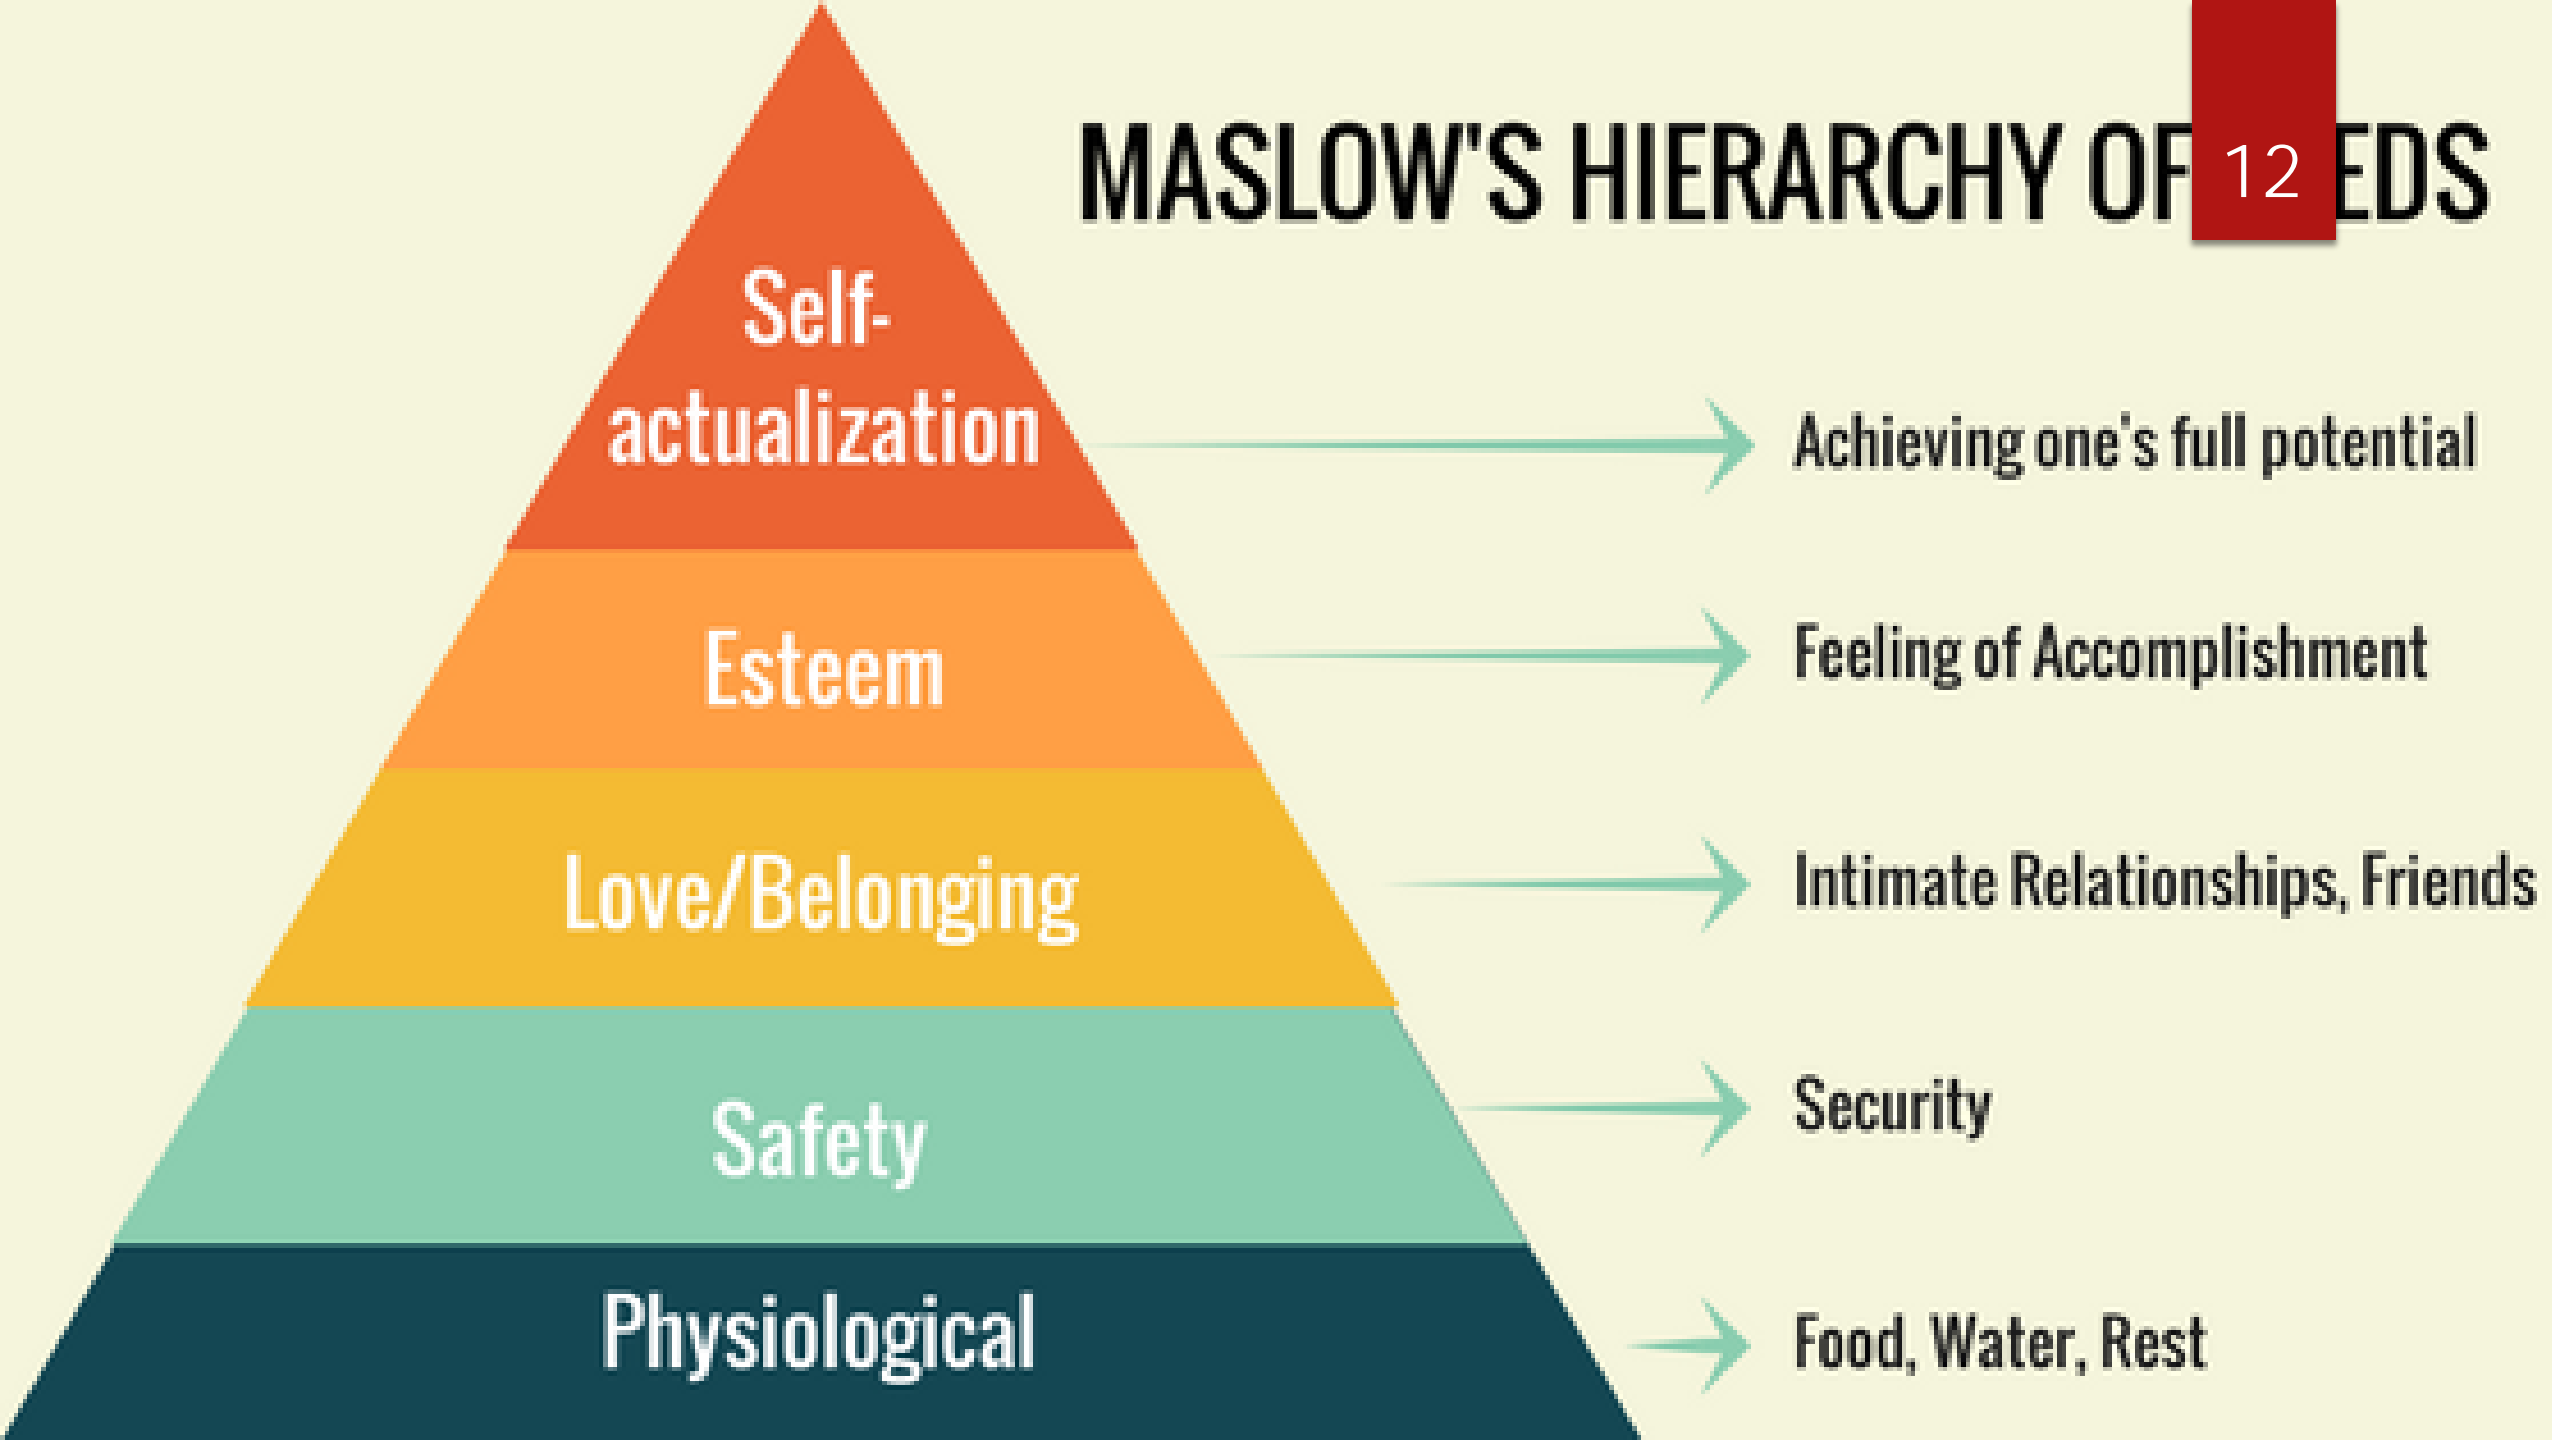 MASLOW'S HIERARCHY OF EDS
12
Self-
actualization
Achieving one's full potential
Esteem
Feeling of Accomplishment
Love/Belonging
Intimate Relationships, Friends
Safety
Security
Physiological
Food, Water, Rest